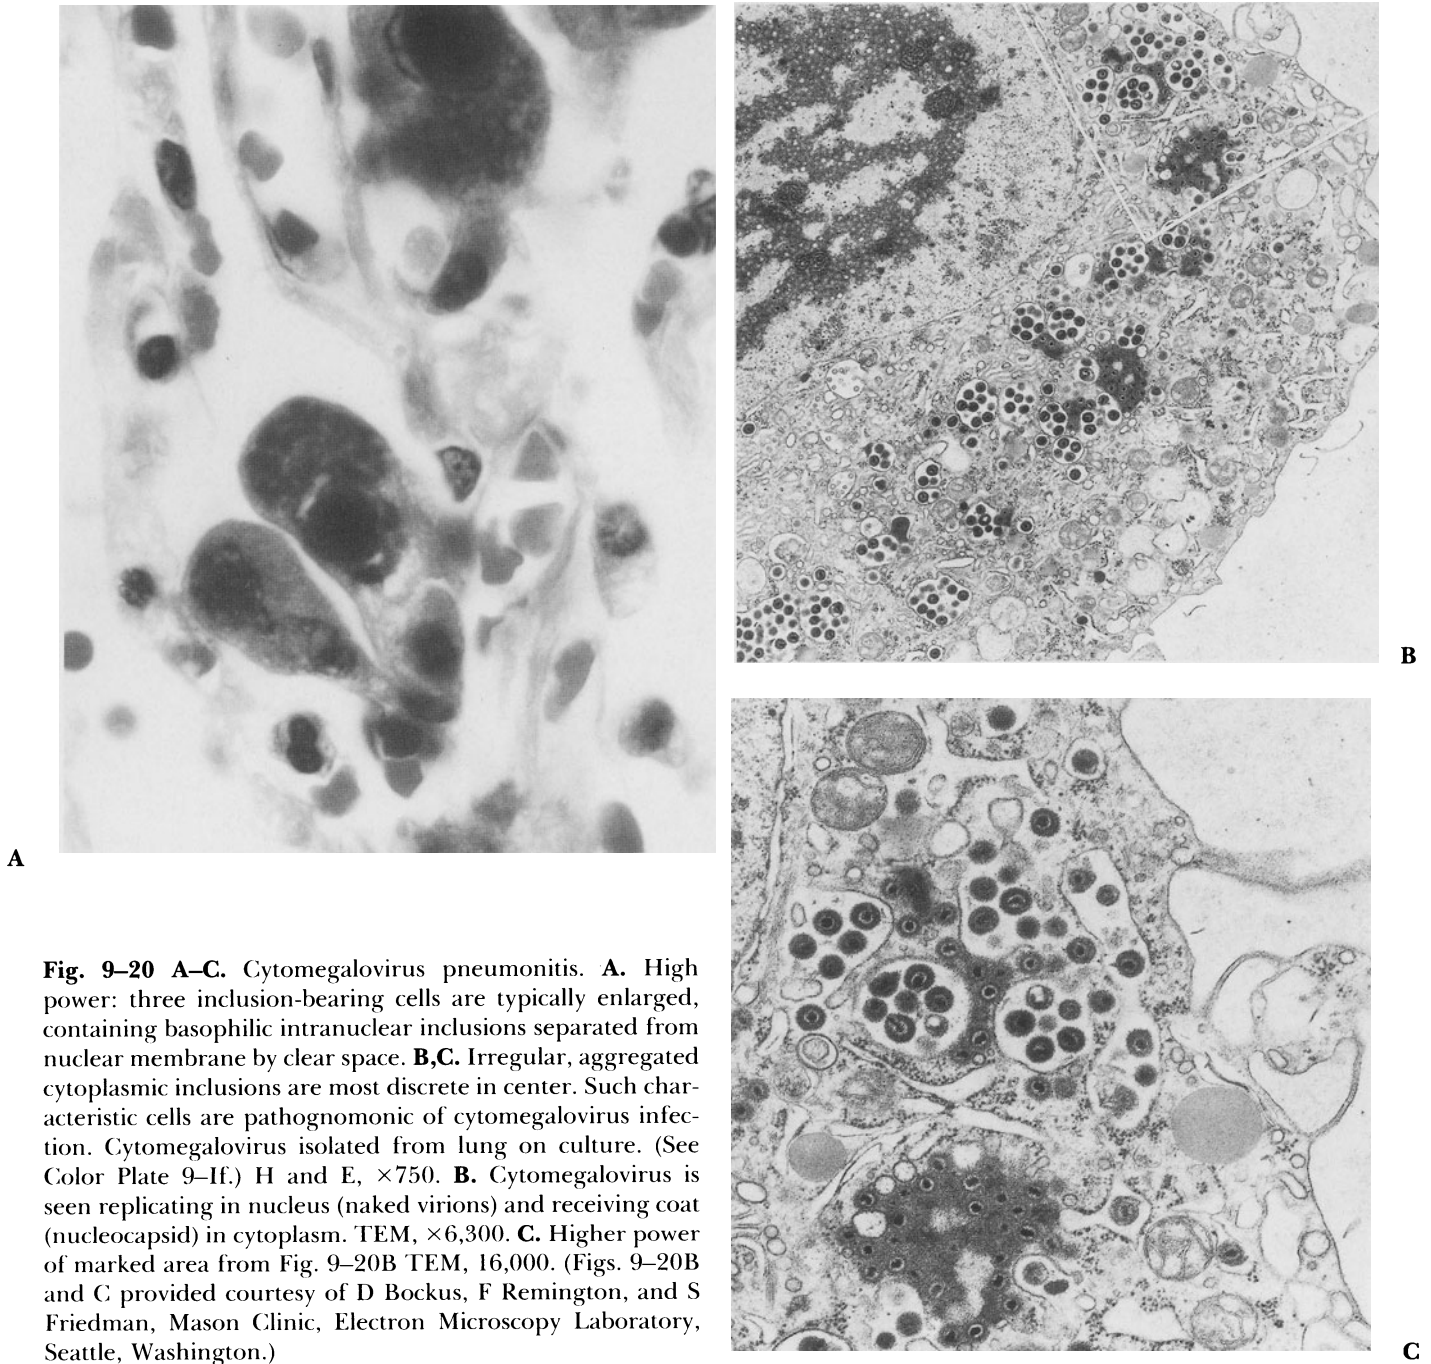 A
B
C
Fig. 9–20 A–C. Cytomegalovirus pneumonitis. A. High
power: three inclusion-bearing cells are typically enlarged,
containing basophilic intranuclear inclusions separated from
nuclear membrane by clear space. B,C. Irregular, aggregated
cytoplasmic inclusions are most discrete in center. Such char-
acteristic cells are pathognomonic of cytomegalovirus infec-
tion. Cytomegalovirus isolated from lung on culture. (See
Color Plate 9–If.) H and E, ×750. B. Cytomegalovirus is
seen replicating in nucleus (naked virions) and receiving coat
(nucleocapsid) in cytoplasm. TEM, ×6,300. C. Higher power
of marked area from Fig. 9–20B TEM, 16,000. (Figs. 9–20B
and C provided courtesy of D Bockus, F Remington, and S
Friedman, Mason Clinic, Electron Microscopy Laboratory,
Seattle, Washington.)